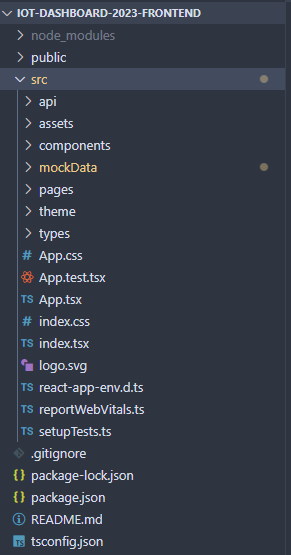 IOT-DASHBOARD-2023-FRONTEND
node_modules
public
src
api
assets
components
mockData
pages
theme
types
# App.css
App.test.tsx
TS App.tsx
# index.css
TS index.tsx
logo.svg
TS react-app-env.d.ts
TS reportWebVitals.ts
TS setupTests.ts
.gitignore
{} package-lock.json
{} package.json
README.md
TS tsconfig.json